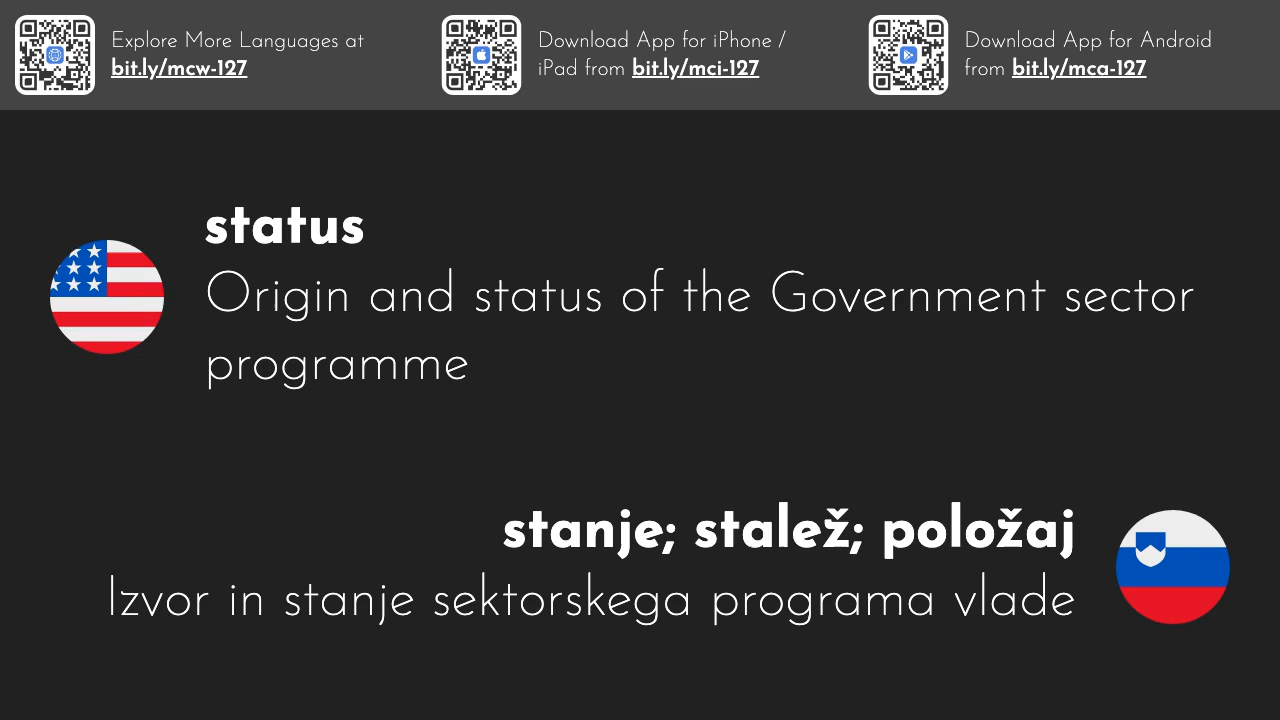 Explore More Languages at
bit.ly/mcw-127
Download App for iPhone /
iPad from bit.ly/mci-127
Download App for Android
from bit.ly/mca-127
status
Origin and status of the Government sector
programme
stanje; stalež; položaj
Izvor in stanje sektorskega programa vlade